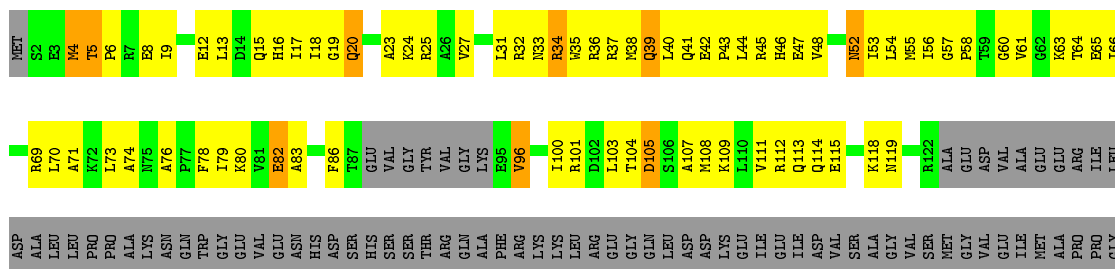 MET S2 E3 M4 T5 P6 R7 E8 I9 E12 L13 D14 Q15 H16 I17 I18 G19 Q20 A23 K24 R25 A26 V27 L31 R32 N33 R34 W35 R36 R37 M38 Q39 L40 Q41 E42 P43 L44 R45 H46 E47 V48 N52 I53 L54 M55 I56 G57 P58 T59 G60 V61 G62 K63 T64 E65 I66
R69 L70 A71 K72 L73 A74 N75 A76 P77 F78 I79 K80 V81 E82 A83 F86 T87 GLU VAL GLY TYR VAL GLY LYS E95 V96 I100 R101 D102 L103 T104 D105 S106 A107 M108 K109 L110 V111 R112 Q113 Q114 E115 K118 N119 R122 ALA GLU ASP VAL ALA GLU GLU ARG ILE LEU
ASP ALA LEU LEU PRO PRO ALA LYS ASN GLN TRP GLY GLU VAL GLU ASN HIS ASP SER HIS SER SER THR ARG GLN ALA PHE ARG LYS LYS LEU ARG GLU GLY GLN LEU ASP ASP LYS GLU ILE GLU ILE ASP VAL SER ALA GLY VAL SER MET GLY VAL GLU ILE MET ALA PRO PRO GLY